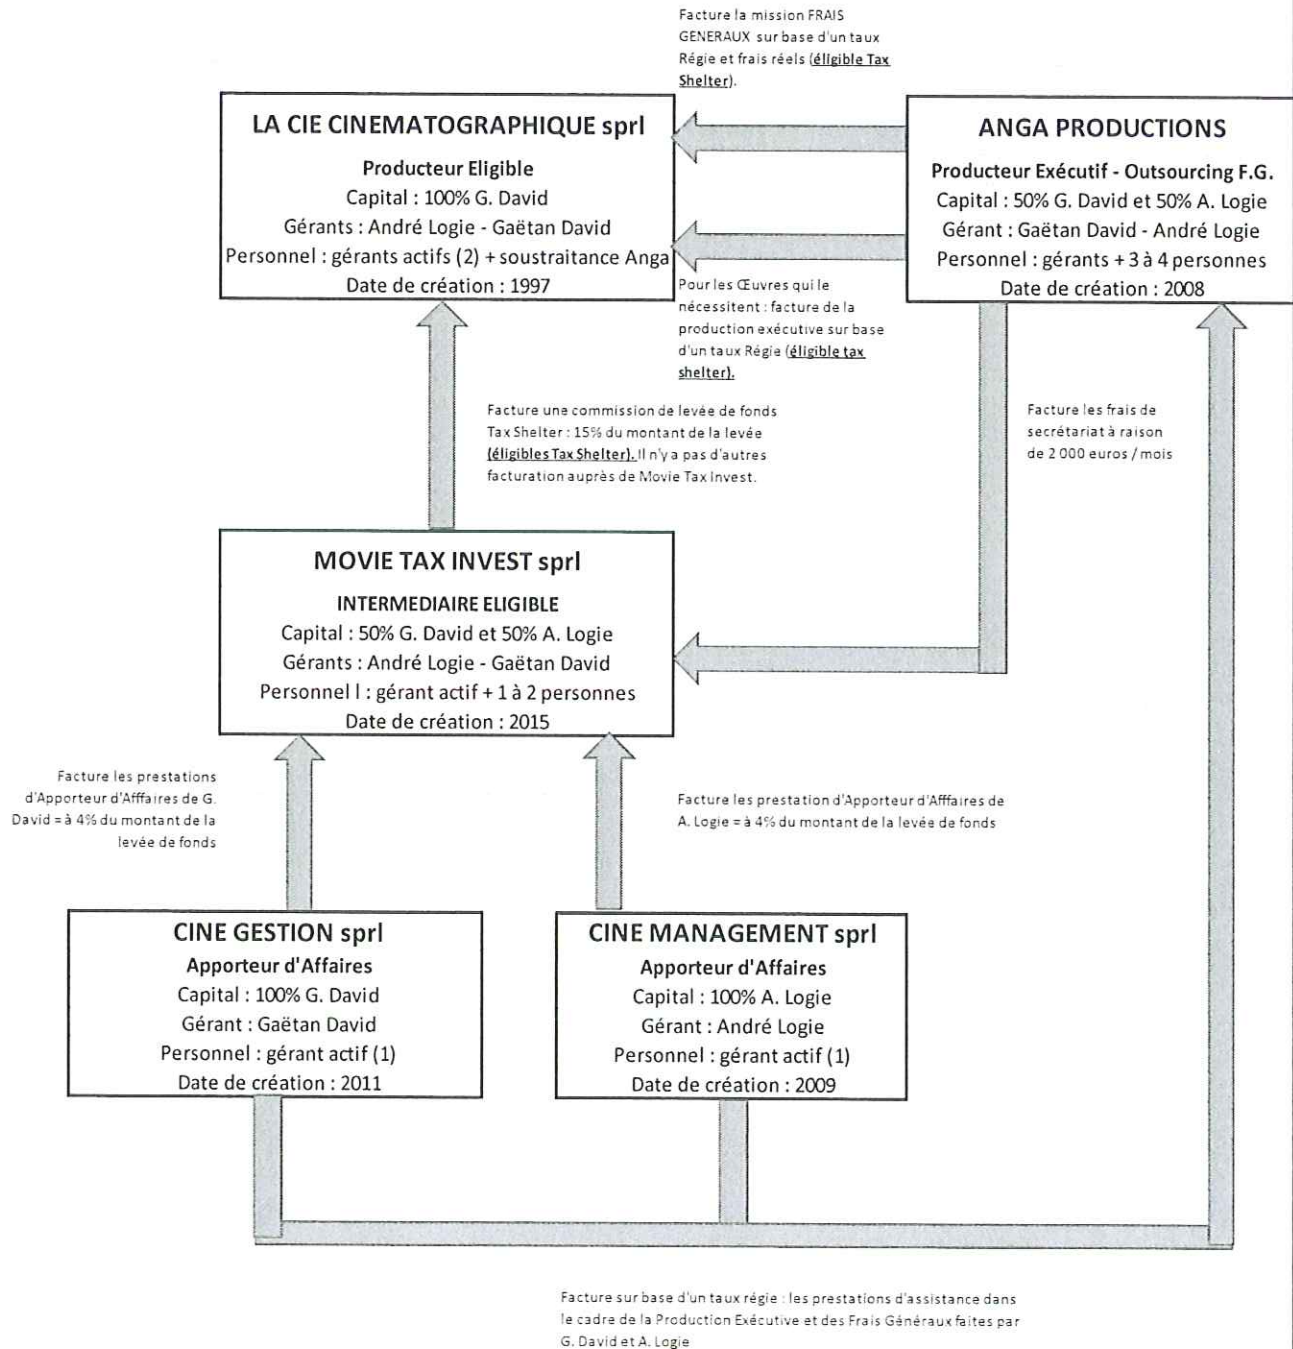 Facture la mission FRAIS
GENERAUX sur base d'un taux
Régie et frais réels (éligible Tax
Shelter).
LA CIE CINEMATOGRAPHIQUE sprl
Producteur Eligible
Capital : 100% G. David
Gérants : André Logie - Gaëtan David
Personnel : gérants actifs (2) + soustraitance Anga
Date de création : 1997
ANGA PRODUCTIONS
Producteur Exécutif - Outsourcing F.G.
Capital : 50% G. David et 50% A. Logie
Gérant : Gaëtan David - André Logie
Personnel : gérants + 3 à 4 personnes
Date de création : 2008
Pour les Œuvres qui le
nécessitent : facture de la
production exécutive sur base
d'un taux Régie (éligible tax
shelter).
Facture une commission de levée de fonds
Tax Shelter : 15% du montant de la levée
(éligibles Tax Shelter). Il n'y a pas d'autres
facturation auprès de Movie Tax Invest.
Facture les frais de
secrétariat à raison
de 2 000 euros / mois
MOVIE TAX INVEST sprl
INTERMEDIAIRE ELIGIBLE
Capital : 50% G. David et 50% A. Logie
Gérants : André Logie - Gaëtan David
Personnel l : gérant actif + 1 à 2 personnes
Date de création : 2015
Facture les prestations
d'Apporteur d'Afffaires de G.
David = à 4% du montant de la
levée de fonds
Facture les prestation d'Apporteur d'Afffaires de
A. Logie = à 4% du montant de la levée de fonds
CINE GESTION sprl
Apporteur d'Affaires
Capital : 100% G. David
Gérant : Gaëtan David
Personnel : gérant actif (1)
Date de création : 2011
CINE MANAGEMENT sprl
Apporteur d'Affaires
Capital : 100% A. Logie
Gérant : André Logie
Personnel : gérant actif (1)
Date de création : 2009
Facture sur base d'un taux régie : les prestations d'assistance dans
le cadre de la Production Exécutive et des Frais Généraux faites par
G. David et A. Logie